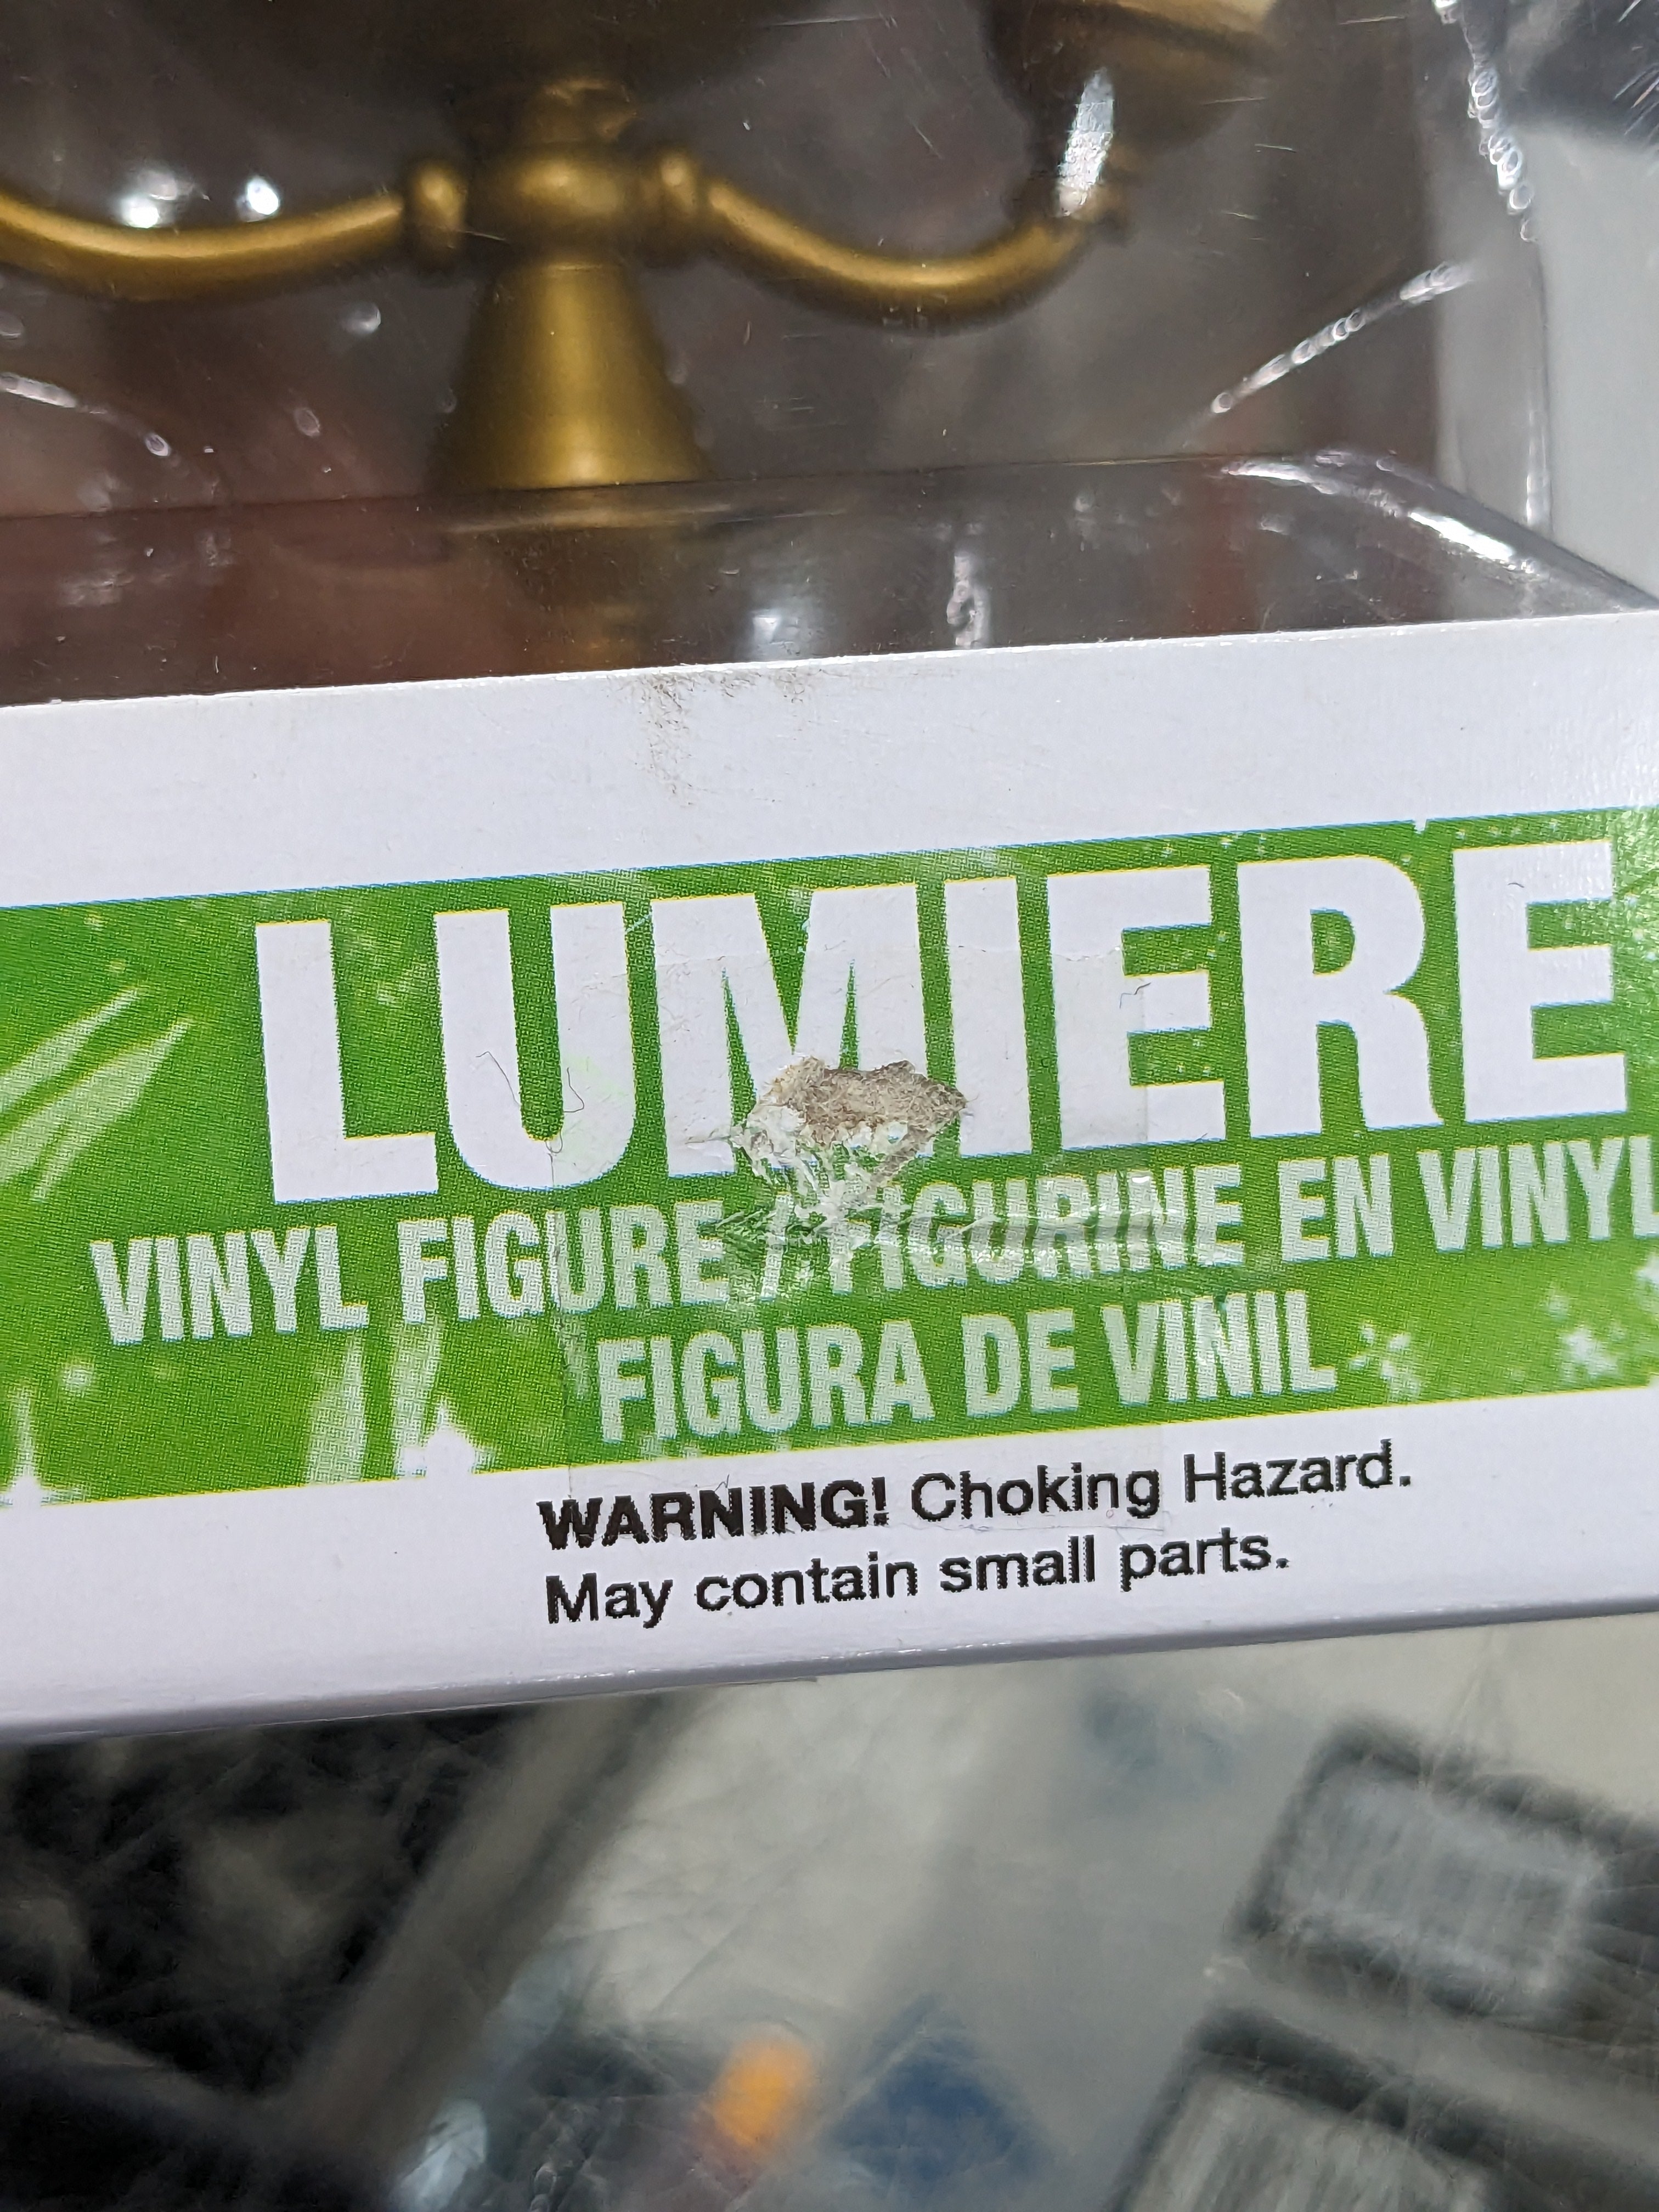 LUMIERE
VINYL FIGURE / FIGURINE EN VINYL
FIGURA DE VINIL
WARNING! Choking Hazard.
May contain small parts.